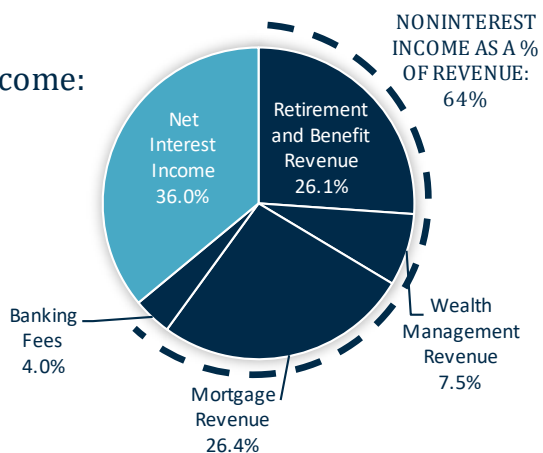 NONINTEREST
INCOME AS A %
OF REVENUE:
64%
come:
Net
Interest
Income
36.0%
Retirement
and Benefit
Revenue
26.1%
Banking
Fees
4.0%
Wealth
Management
Revenue
7.5%
Mortgage
Revenue
26.4%